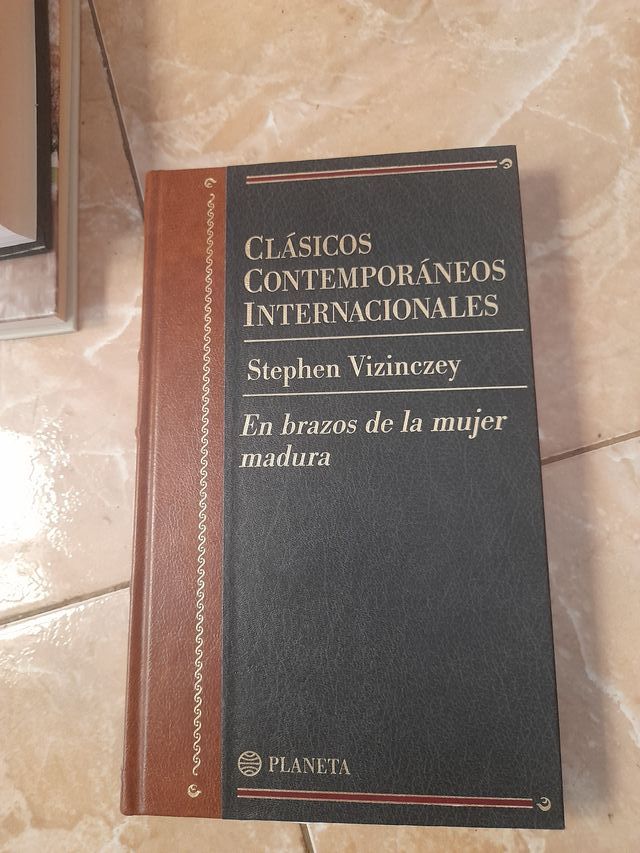 CLÁSICOS
CONTEMPORÁNEOS
INTERNACIONALES
Stephen Vizinczey
En brazos de la mujer
madura
PLANETA